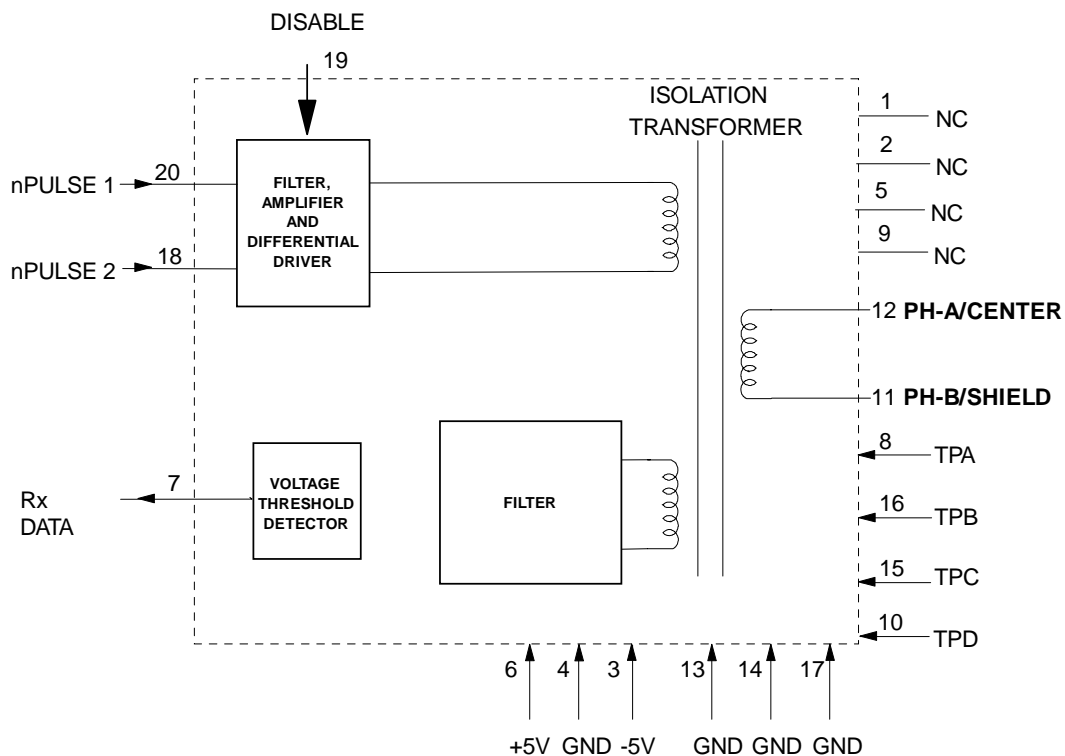 DISABLE
19
ISOLATION
TRANSFORMER
1
NC
2
NC
5
NC
9
NC
nPULSE 1
20
nPULSE 2
18
FILTER,
AMPLIFIER
AND
DIFFERENTIAL
DRIVER
12 PH-A/CENTER
11 PH-B/SHIELD
8
TPA
16
TPB
15
TPC
10
TPD
Rx
DATA
7
VOLTAGE
THRESHOLD
DETECTOR
FILTER
6
4
3
13
14
17
+5V
GND
-5V
GND
GND
GND